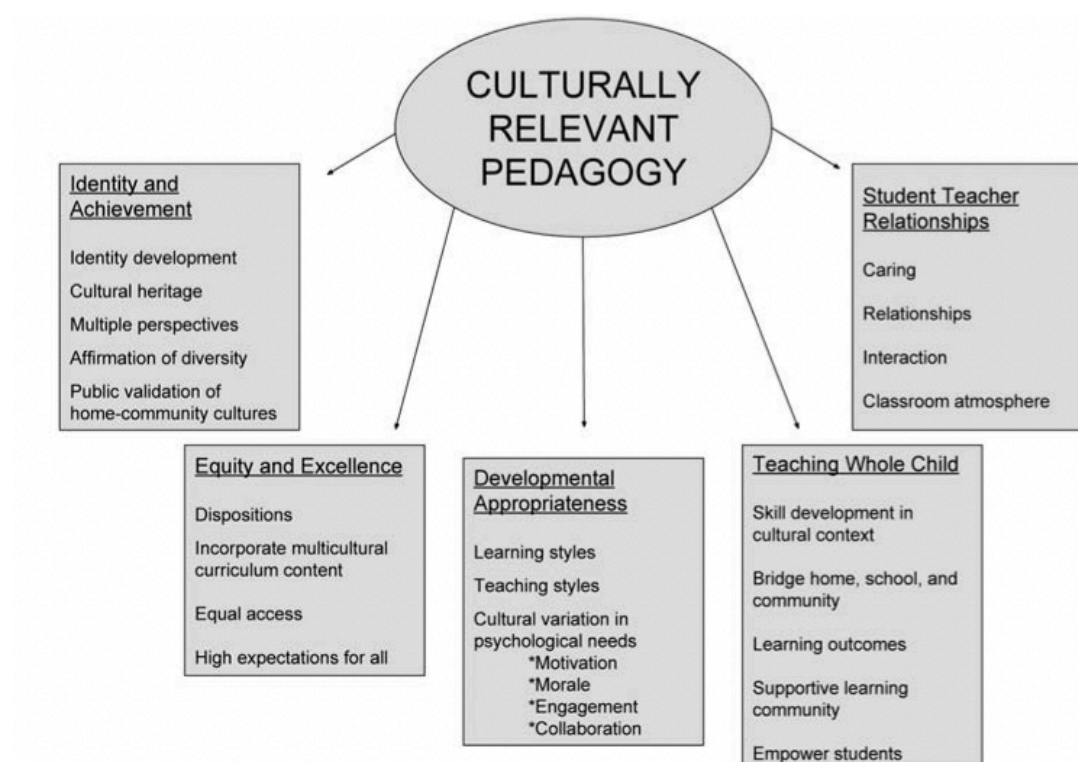 CULTURALLY
RELEVANT
PEDAGOGY
Identity and
Achievement
Identity development
Cultural heritage
Multiple perspectives
Affirmation of diversity
Public validation of
home-community cultures
Equity and Excellence
Dispositions
Incorporate multicultural
curriculum content
Equal access
High expectations for all
Developmental
Appropriateness
Learning styles
Teaching styles
Cultural variation in
psychological needs
*Motivation
*Morale
*Engagement
*Collaboration
Teaching Whole Child
Skill development in
cultural context
Bridge home, school, and
community
Learning outcomes
Supportive learning
community
Empower students
Student Teacher
Relationships
Caring
Relationships
Interaction
Classroom atmosphere